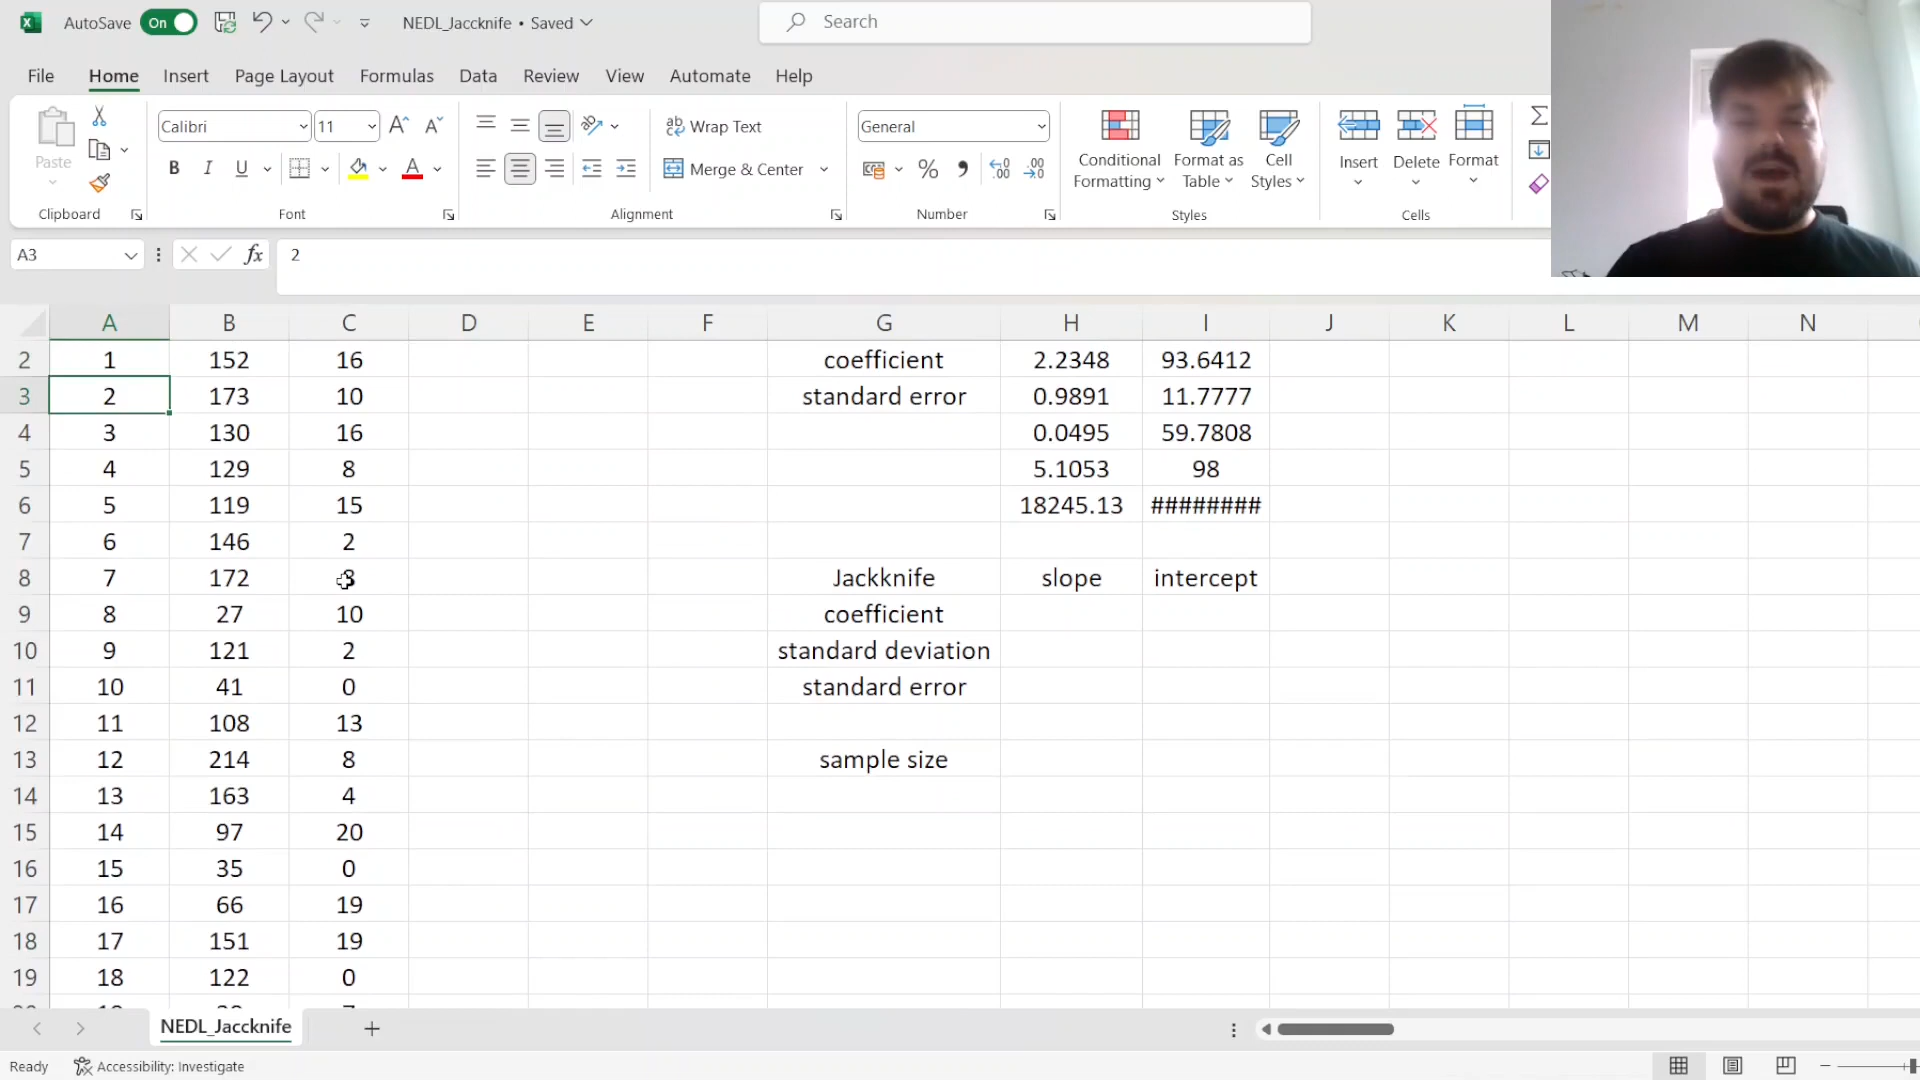 AutoSave On NEDL_Jaccknife • Saved Search
File Home Insert Page Layout Formulas Data Review View Automate Help
Paste Calibri 11 Wrap Text General Conditional Formatting Format as Table Cell Styles Insert Delete Format
B I U A Merge & Center %
Clipboard Font Alignment Number Styles Cells
A3 fx 2
A B C D E F G H I J K L M N
2 1 152 16 coefficient 2.2348 93.6412
3 2 173 10 standard error 0.9891 11.7777
4 3 130 16 0.0495 59.7808
5 4 129 8 5.1053 98
6 5 119 15 18245.13 ########
7 6 146 2
8 7 172 3 Jackknife slope intercept
9 8 27 10 coefficient
10 9 121 2 standard deviation
11 10 41 0 standard error
12 11 108 13
13 12 214 8 sample size
14 13 163 4
15 14 97 20
16 15 35 0
17 16 66 19
18 17 151 19
19 18 122 0
NEDL_Jaccknife
Ready Accessibility: Investigate